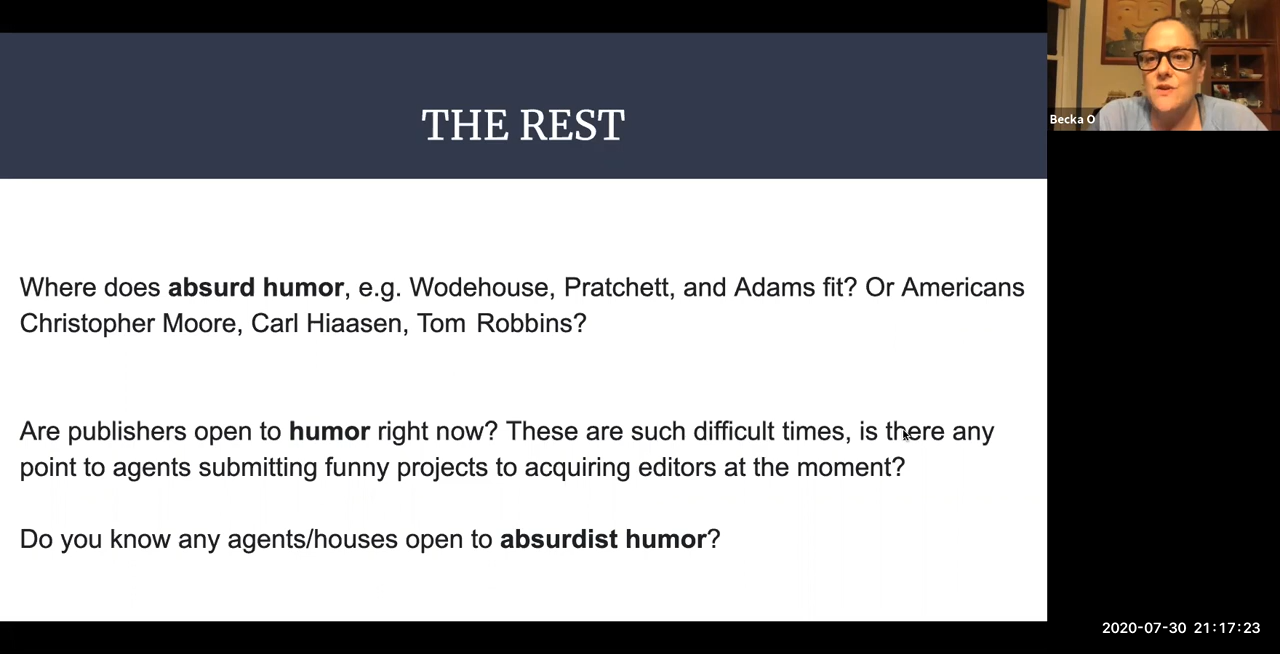 THE REST
Becka O
Where does absurd humor, e.g. Wodehouse, Pratchett, and Adams fit? Or Americans
Christopher Moore, Carl Hiaasen, Tom Robbins?
Are publishers open to humor right now? These are such difficult times, is there any
point to agents submitting funny projects to acquiring editors at the moment?
Do you know any agents/houses open to absurdist humor?
2020-07-30 21:17:23